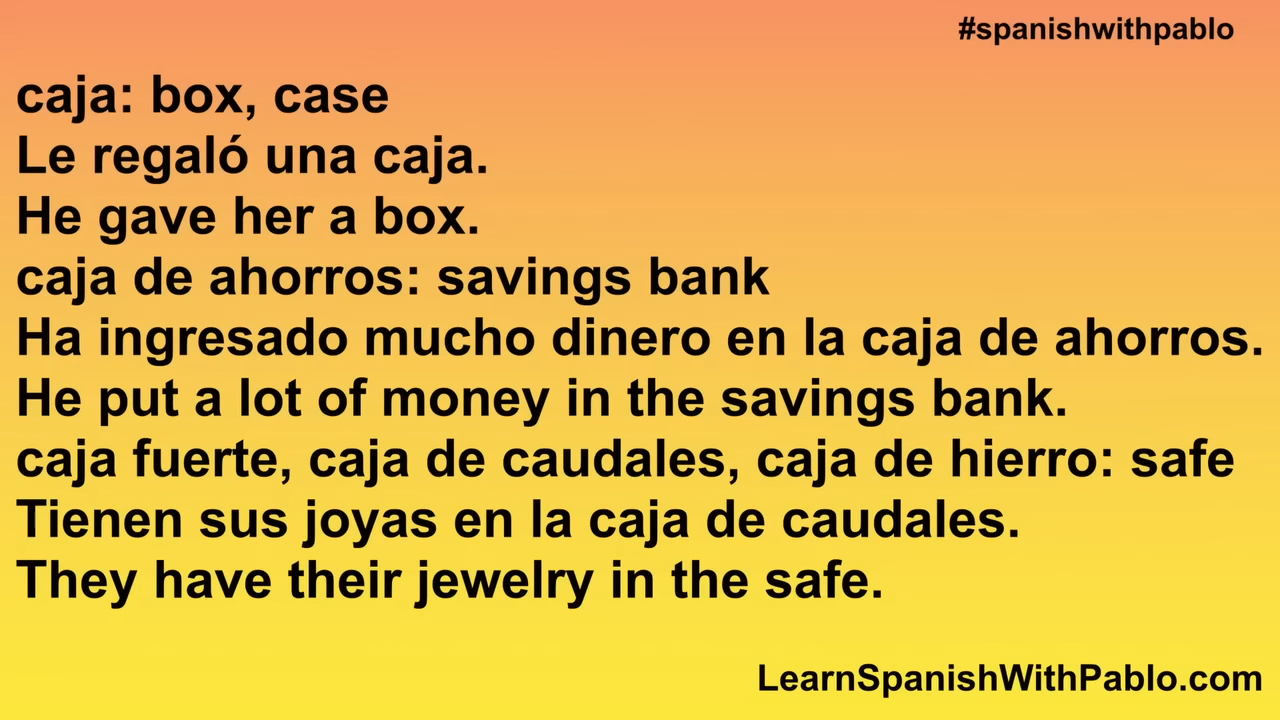 #spanishwithpablo
caja: box, case
Le regaló una caja.
He gave her a box.
caja de ahorros: savings bank
Ha ingresado mucho dinero en la caja de ahorros.
He put a lot of money in the savings bank.
caja fuerte, caja de caudales, caja de hierro: safe
Tienen sus joyas en la caja de caudales.
They have their jewelry in the safe.
LearnSpanishWithPablo.com